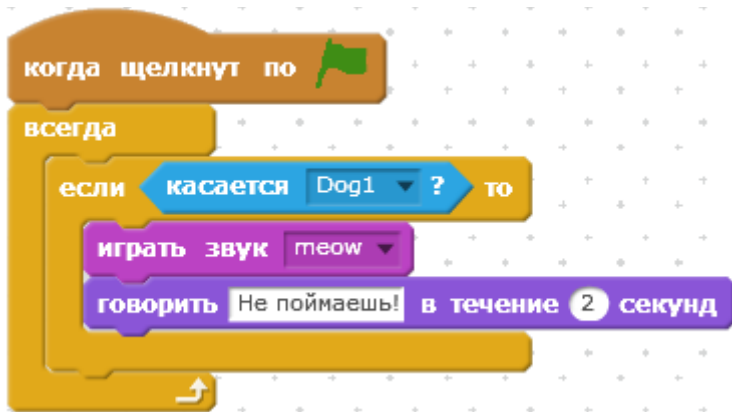 когда щелкнут по
всегда
если касается Dog1 ? то
играть звук meow
говорить Не поймаешь! в течение 2 секунд